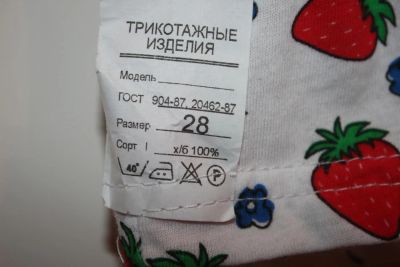 ТРИКОТАЖНЫЕ
ИЗДЕЛИЯ
Модель
ГОСТ 904-87, 20462-87
Размер 28
Сорт I х/б 100%
40° P